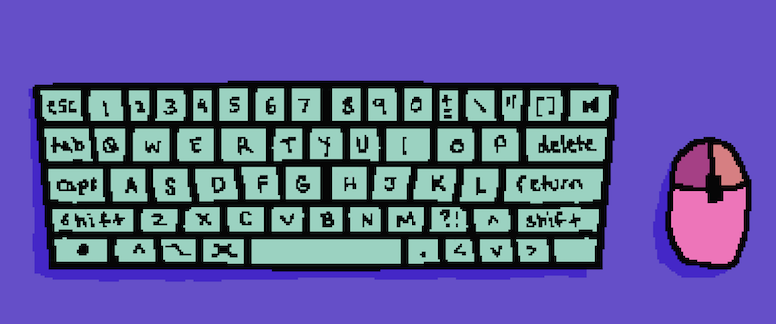 esc 1 2 3 4 5 6 7 8 9 0 ± \ " []
tab Q W E R T Y U I O P delete
caps A S D F G H J K L return
shift Z X C V B N M ?! ^ shift
^ ⌥ ⌘ . < v >